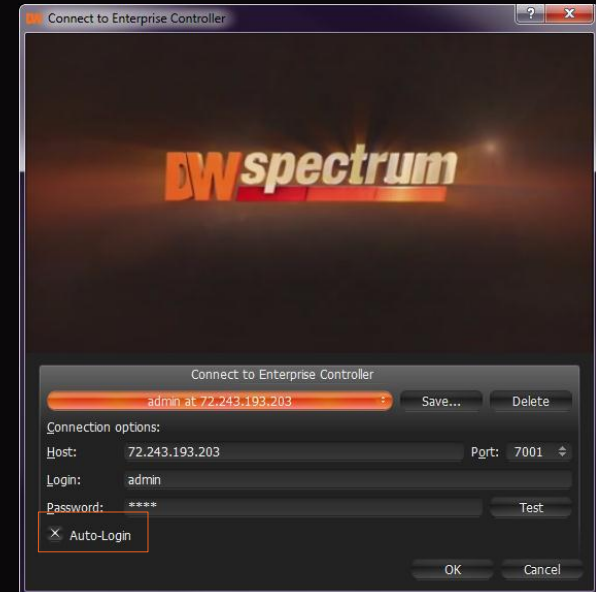 DW Connect to Enterprise Controller ? X
DW spectrum
Connect to Enterprise Controller
admin at 72.243.193.203 Save... Delete
Connection options:
Host: 72.243.193.203 Port: 7001
Login: admin
Password: **** Test
Auto-Login
OK Cancel